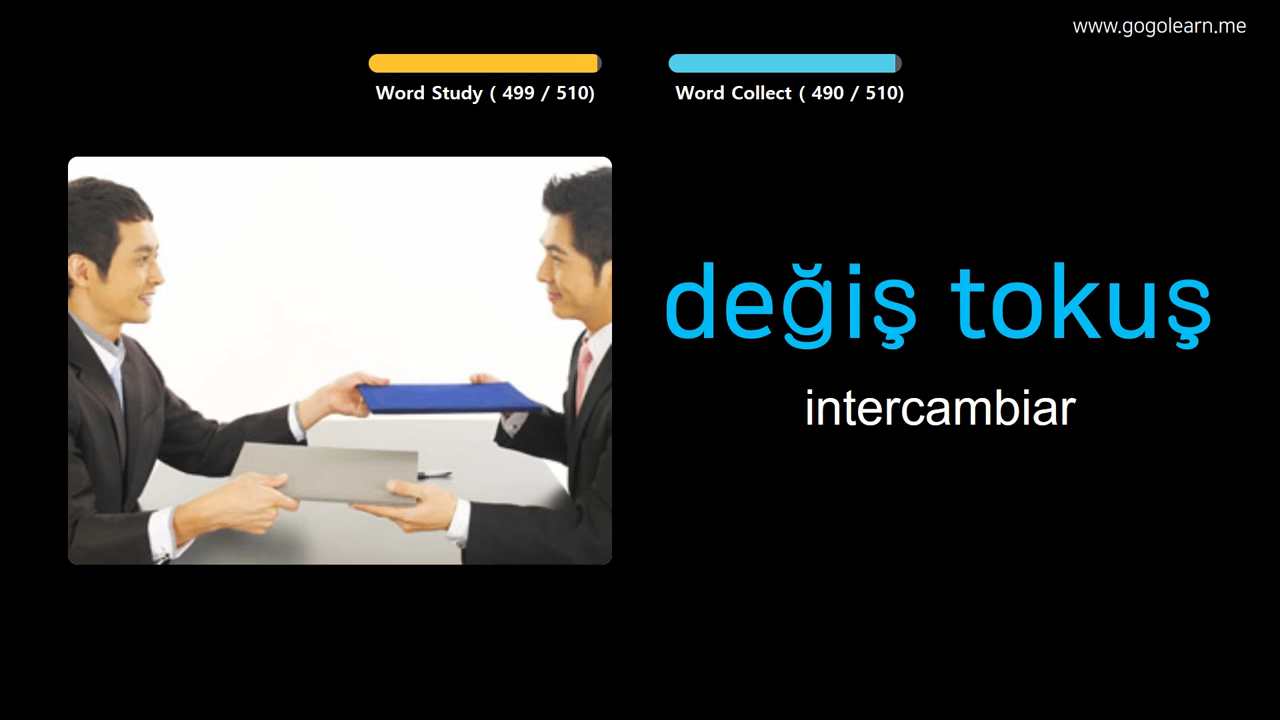 www.gogolearn.me
Word Study ( 499 / 510)
Word Collect ( 490 / 510)
değiş tokuş
intercambiar